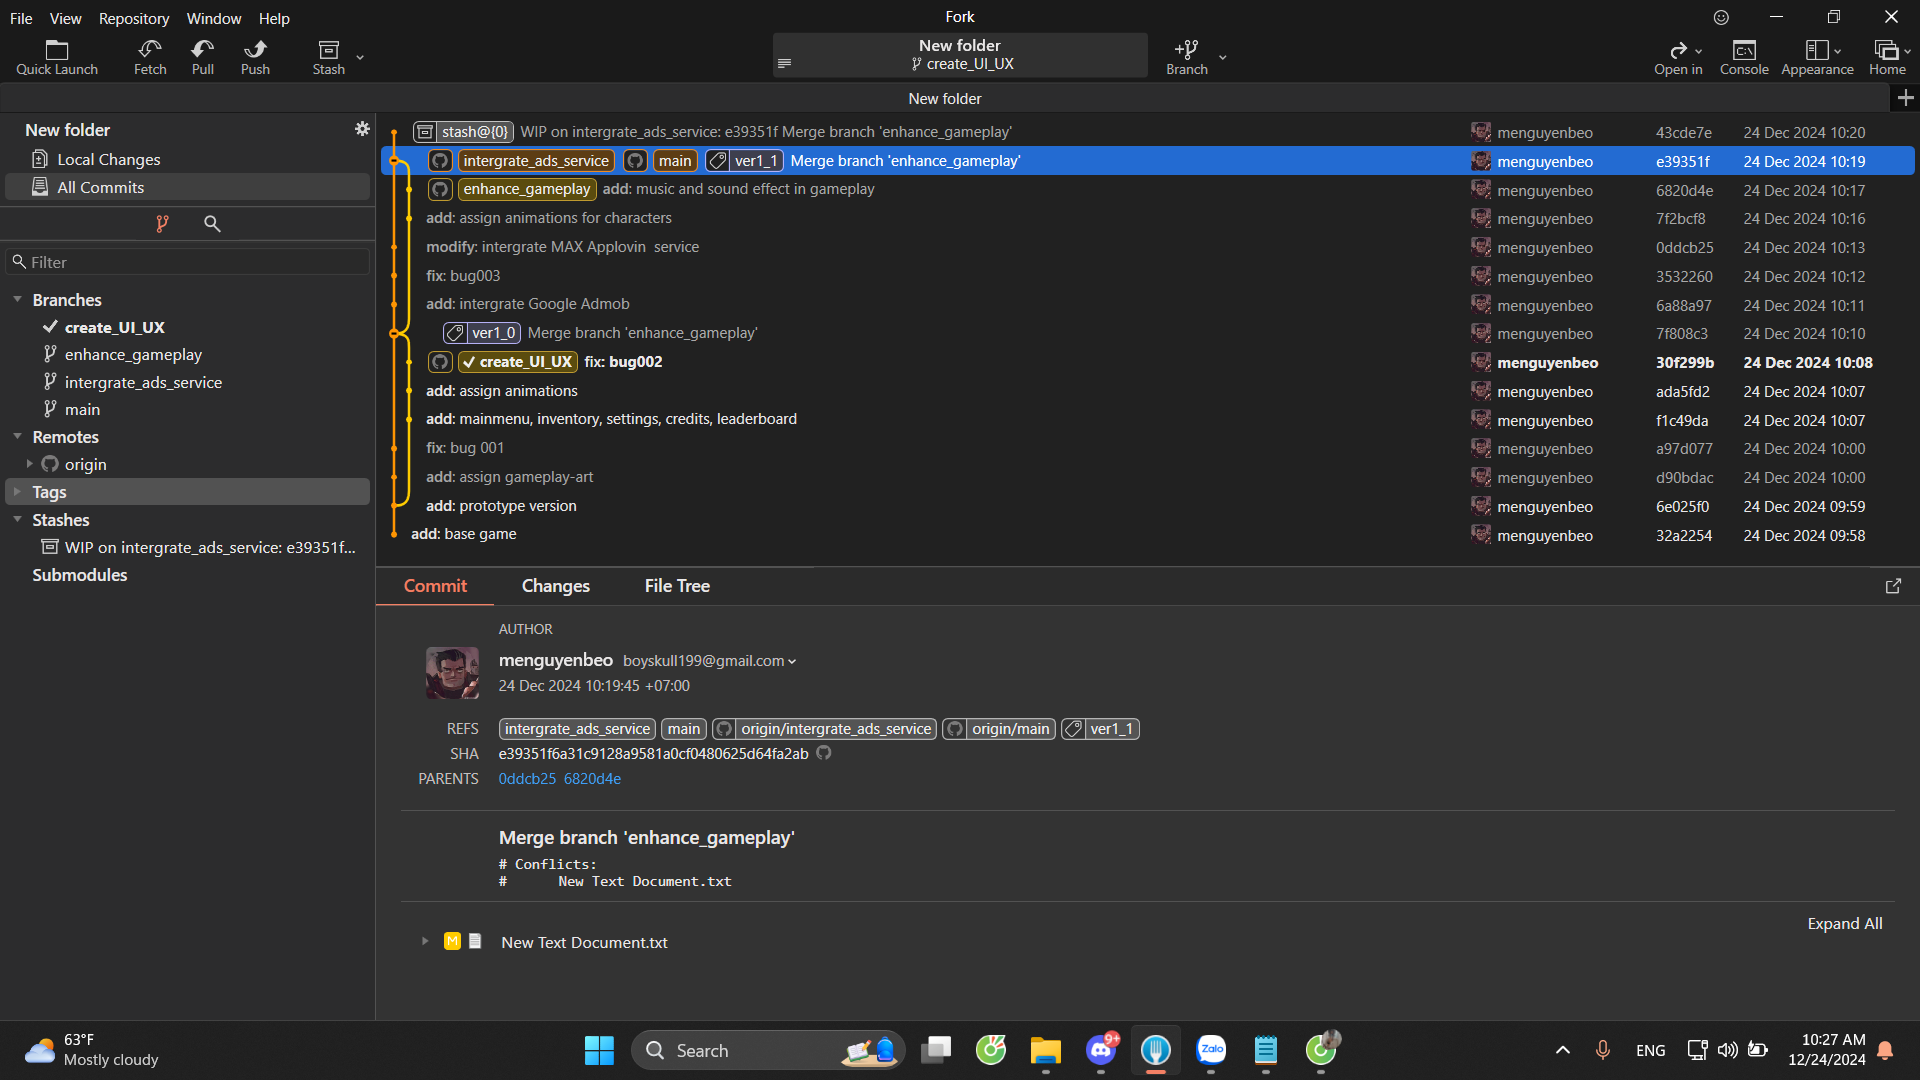 File View Repository Window Help
Fork
Quick Launch
Fetch
Pull
Push
Stash
New folder
create_UI_UX
Branch
Open in
Console
Appearance
Home
New folder
New folder
Local Changes
All Commits
Filter
Branches
create_UI_UX
enhance_gameplay
intergrate_ads_service
main
Remotes
origin
Tags
Stashes
WIP on intergrate_ads_service: e39351f...
Submodules
stash@{0} WIP on intergrate_ads_service: e39351f Merge branch 'enhance_gameplay' menguyenbeo 43cde7e 24 Dec 2024 10:20
intergrate_ads_service main ver1_1 Merge branch 'enhance_gameplay' menguyenbeo e39351f 24 Dec 2024 10:19
enhance_gameplay add: music and sound effect in gameplay menguyenbeo 6820d4e 24 Dec 2024 10:17
add: assign animations for characters menguyenbeo 7f2bcf8 24 Dec 2024 10:16
modify: intergrate MAX Applovin  service menguyenbeo 0ddcb25 24 Dec 2024 10:13
fix: bug003 menguyenbeo 3532260 24 Dec 2024 10:12
add: intergrate Google Admob menguyenbeo 6a88a97 24 Dec 2024 10:11
ver1_0 Merge branch 'enhance_gameplay' menguyenbeo 7f808c3 24 Dec 2024 10:10
create_UI_UX fix: bug002 menguyenbeo 30f299b 24 Dec 2024 10:08
add: assign animations menguyenbeo ada5fd2 24 Dec 2024 10:07
add: mainmenu, inventory, settings, credits, leaderboard menguyenbeo f1c49da 24 Dec 2024 10:07
fix: bug 001 menguyenbeo a97d077 24 Dec 2024 10:00
add: assign gameplay-art menguyenbeo d90bdac 24 Dec 2024 10:00
add: prototype version menguyenbeo 6e025f0 24 Dec 2024 09:59
add: base game menguyenbeo 32a2254 24 Dec 2024 09:58
Commit Changes File Tree
AUTHOR
menguyenbeo boyskull199@gmail.com
24 Dec 2024 10:19:45 +07:00
REFS intergrate_ads_service main origin/intergrate_ads_service origin/main ver1_1
SHA e39351f6a31c9128a9581a0cf0480625d64fa2ab
PARENTS 0ddcb25 6820d4e
Merge branch 'enhance_gameplay'
# Conflicts:
# New Text Document.txt
Expand All
M New Text Document.txt
63°F
Mostly cloudy
Search
9+
Zalo
ENG
10:27 AM
12/24/2024